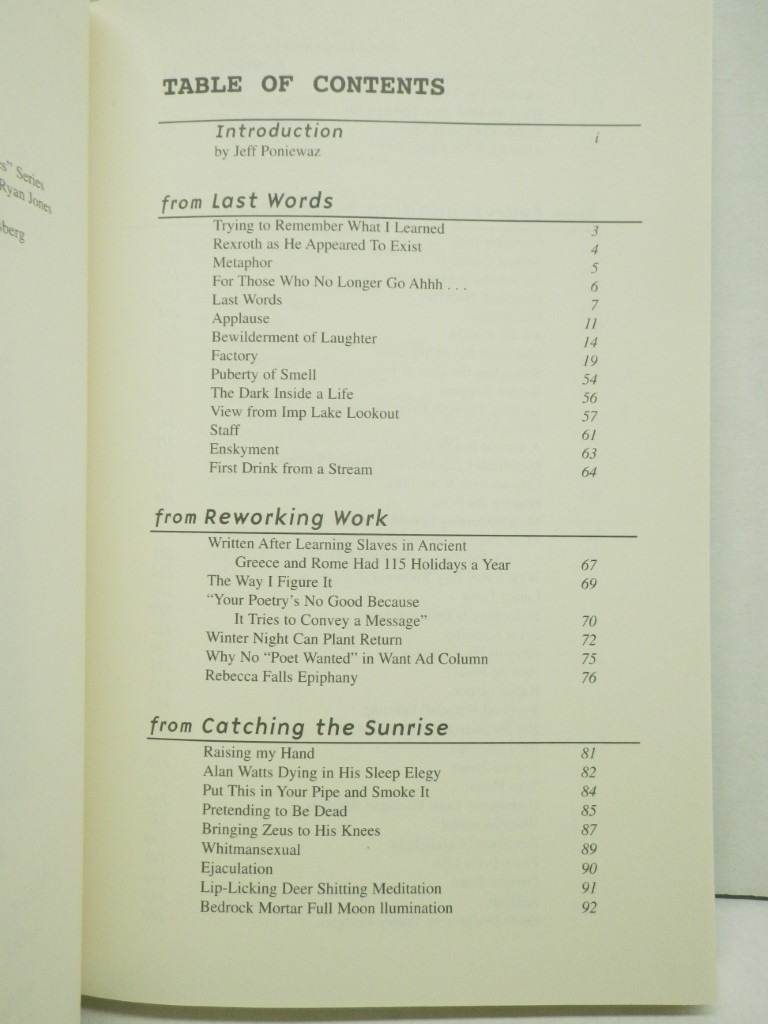 s" Series
Ryan Jones
sberg
TABLE OF CONTENTS
Introduction i
by Jeff Poniewaz
from Last Words
Trying to Remember What I Learned 3
Rexroth as He Appeared To Exist 4
Metaphor 5
For Those Who No Longer Go Ahhh . . . 6
Last Words 7
Applause 11
Bewilderment of Laughter 14
Factory 19
Puberty of Smell 54
The Dark Inside a Life 56
View from Imp Lake Lookout 57
Staff 61
Enskyment 63
First Drink from a Stream 64
from Reworking Work
Written After Learning Slaves in Ancient
Greece and Rome Had 115 Holidays a Year 67
The Way I Figure It 69
“Your Poetry’s No Good Because
It Tries to Convey a Message” 70
Winter Night Can Plant Return 72
Why No “Poet Wanted” in Want Ad Column 75
Rebecca Falls Epiphany 76
from Catching the Sunrise
Raising my Hand 81
Alan Watts Dying in His Sleep Elegy 82
Put This in Your Pipe and Smoke It 84
Pretending to Be Dead 85
Bringing Zeus to His Knees 87
Whitmansexual 89
Ejaculation 90
Lip-Licking Deer Shitting Meditation 91
Bedrock Mortar Full Moon llumination 92